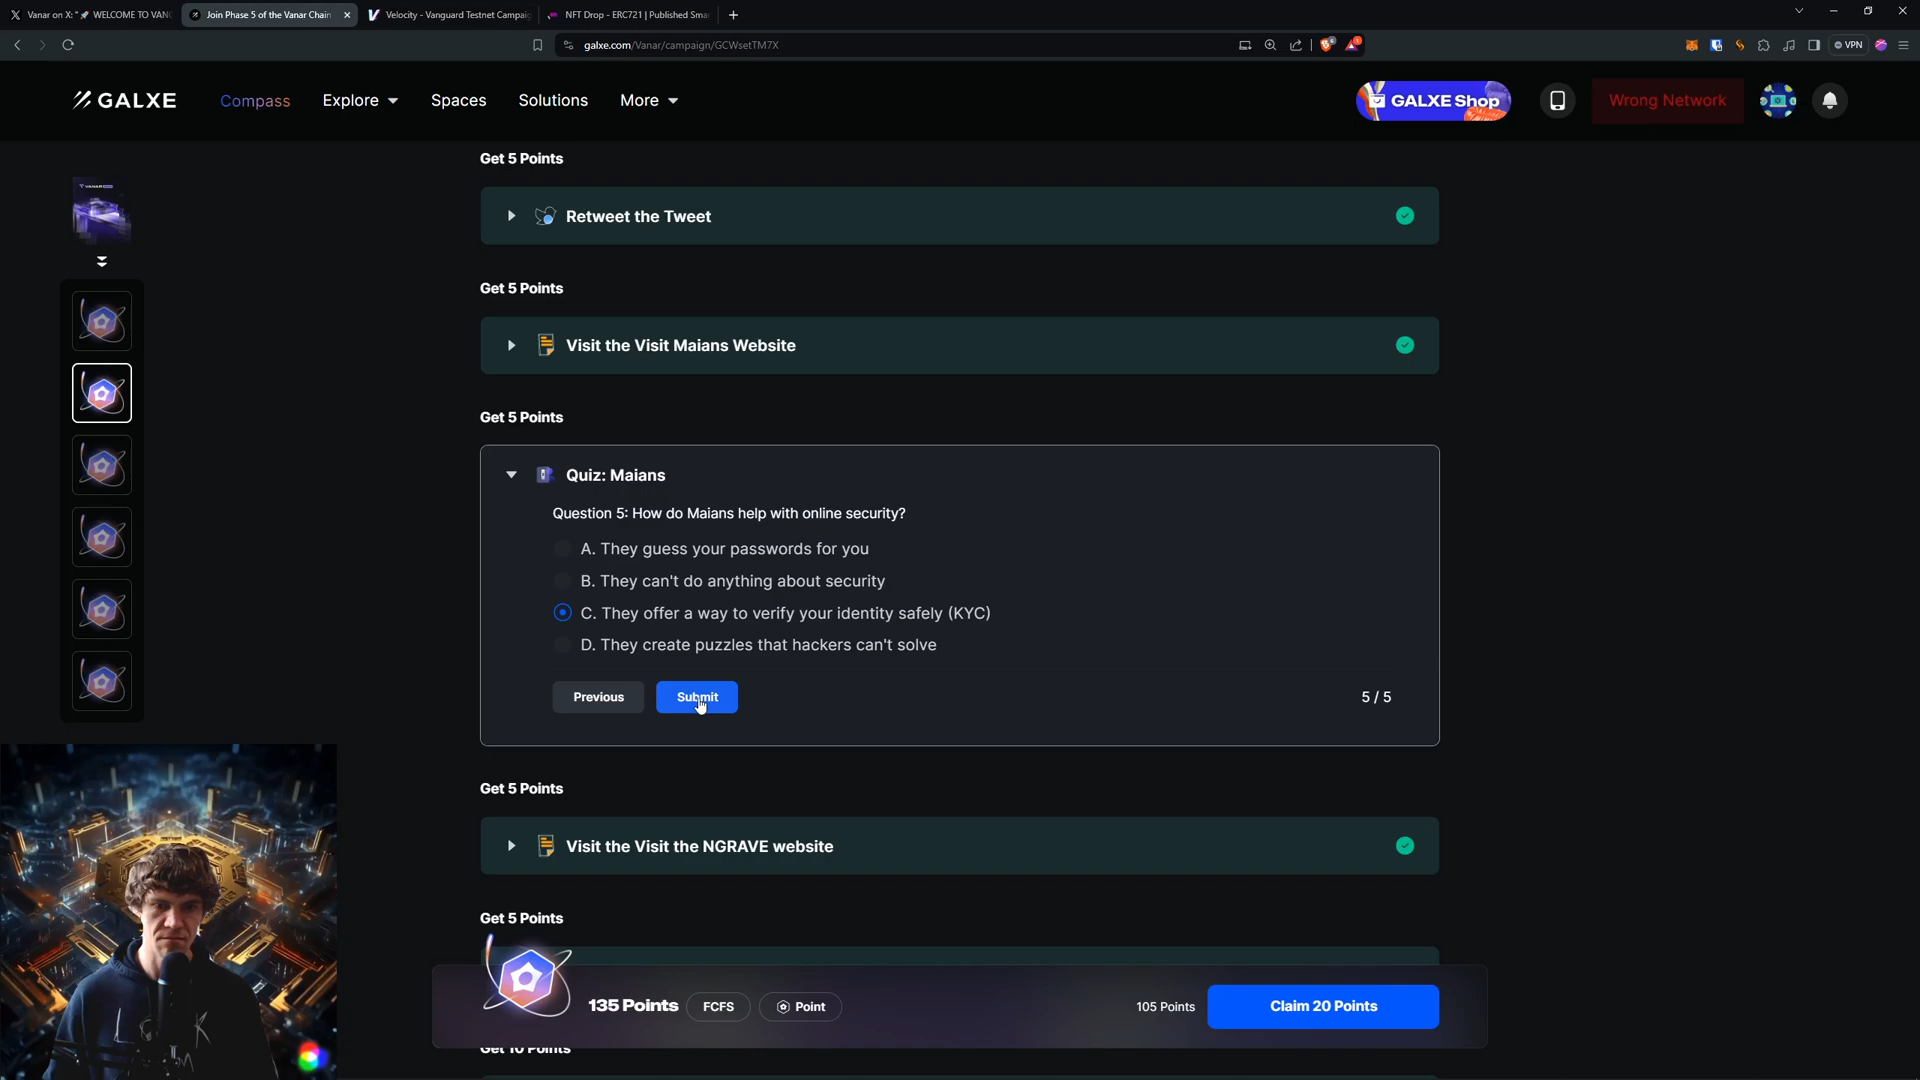 Vanar on X: " WELCOME TO VAN
Join Phase 5 of the Vanar Chain
Velocity - Vanguard Testnet Campaig
NFT Drop - ERC721 | Published Sma
galxe.com/Vanar/campaign/GCWsetTM7X
VPN
GALXE
Compass
Explore
Spaces
Solutions
More
GALXE Shop
Wrong Network
Get 5 Points
Retweet the Tweet
Get 5 Points
Visit the Visit Maians Website
Get 5 Points
Quiz: Maians
Question 5: How do Maians help with online security?
A. They guess your passwords for you
B. They can't do anything about security
C. They offer a way to verify your identity safely (KYC)
D. They create puzzles that hackers can't solve
Previous
Submit
5 / 5
Get 5 Points
Visit the Visit the NGRAVE website
Get 5 Points
135 Points
FCFS
Point
105 Points
Claim 20 Points
Get 10 Points